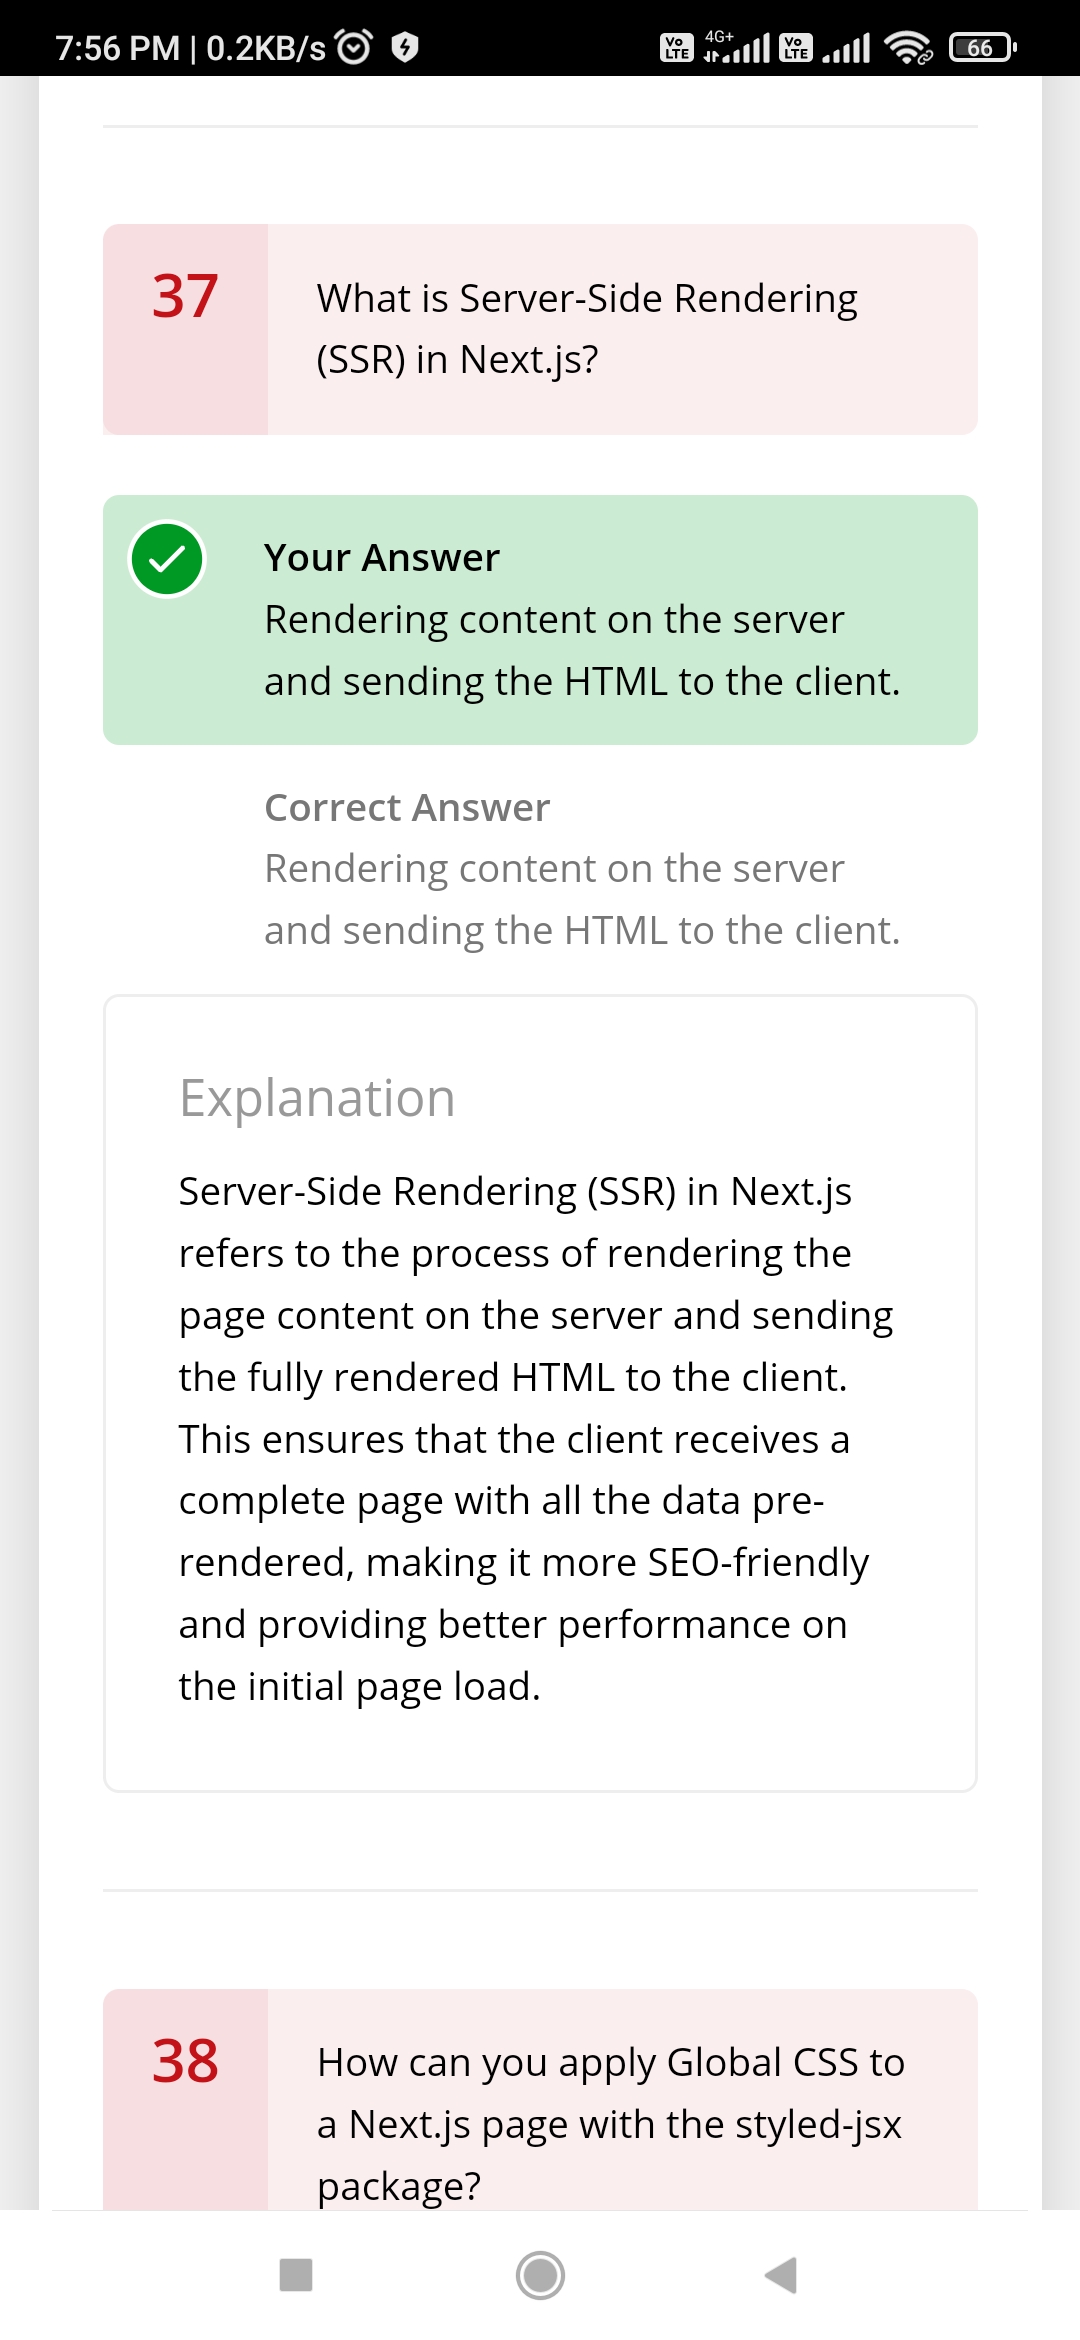 7:56 PM | 0.2KB/s Vo LTE 4G+ Vo LTE 66
37
What is Server-Side Rendering
(SSR) in Next.js?
Your Answer
Rendering content on the server
and sending the HTML to the client.
Correct Answer
Rendering content on the server
and sending the HTML to the client.
Explanation
Server-Side Rendering (SSR) in Next.js
refers to the process of rendering the
page content on the server and sending
the fully rendered HTML to the client.
This ensures that the client receives a
complete page with all the data pre-
rendered, making it more SEO-friendly
and providing better performance on
the initial page load.
38
How can you apply Global CSS to
a Next.js page with the styled-jsx
package?